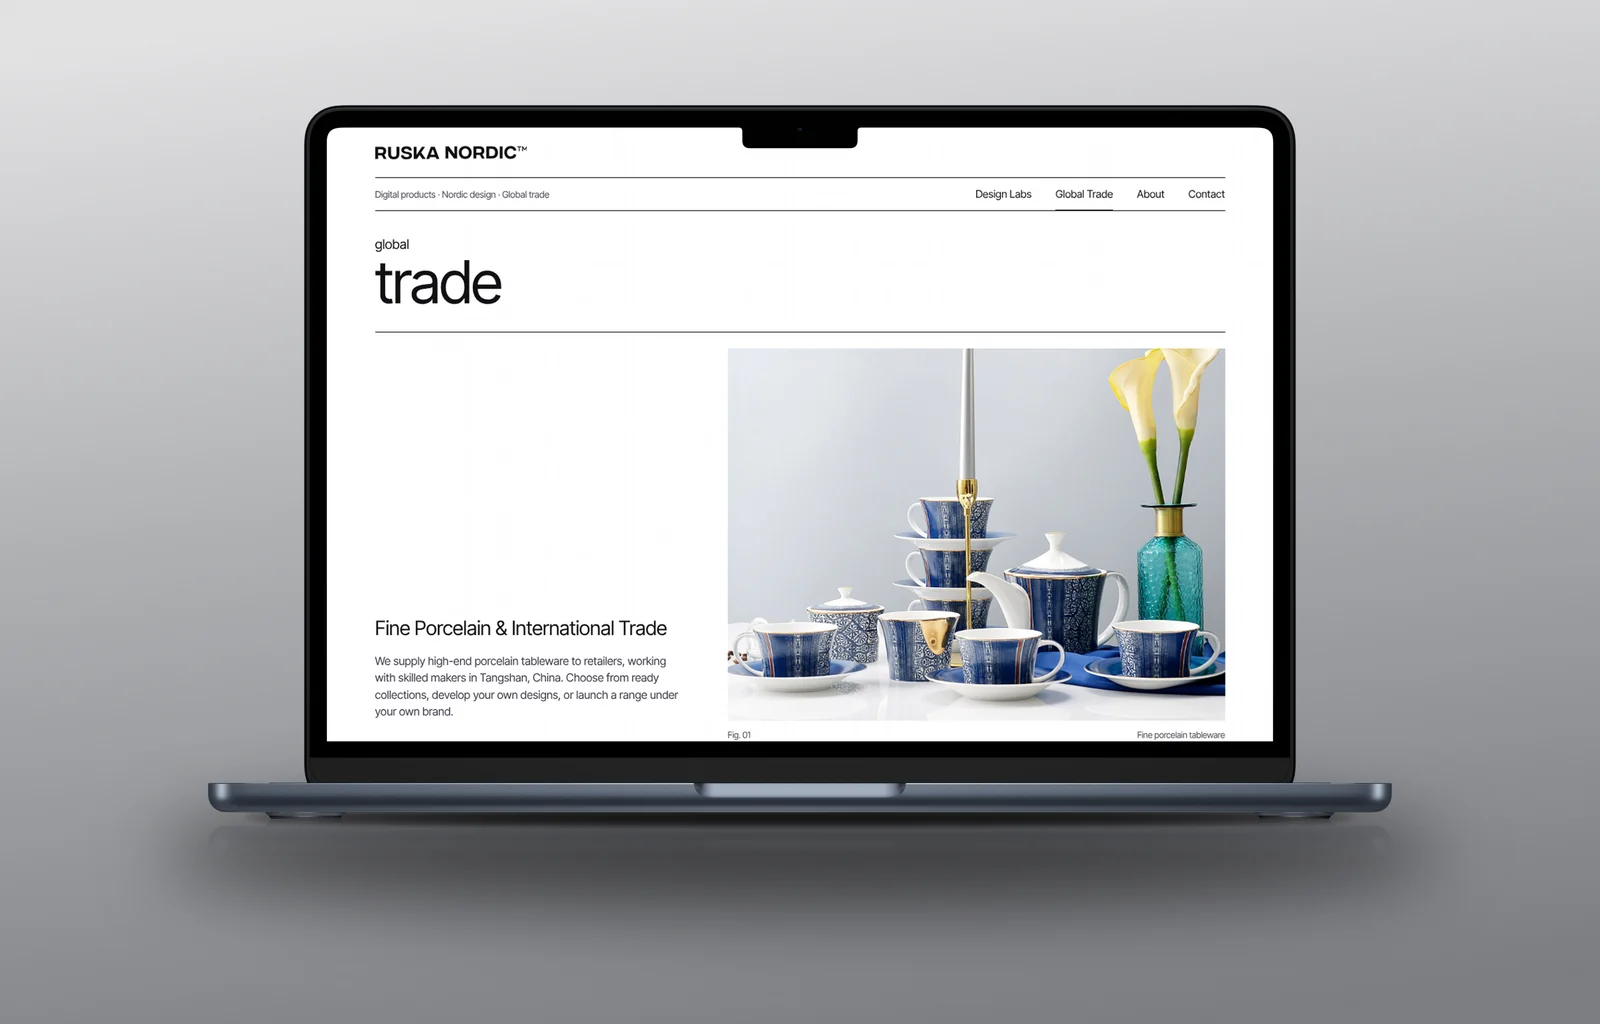 RUSKA NORDIC™
Digital products · Nordic design · Global trade
Design Labs
Global Trade
About
Contact
global
trade
Fine Porcelain & International Trade
We supply high-end porcelain tableware to retailers, working
with skilled makers in Tangshan, China. Choose from ready
collections, develop your own designs, or launch a range under
your own brand.
Fig. 01
Fine porcelain tableware